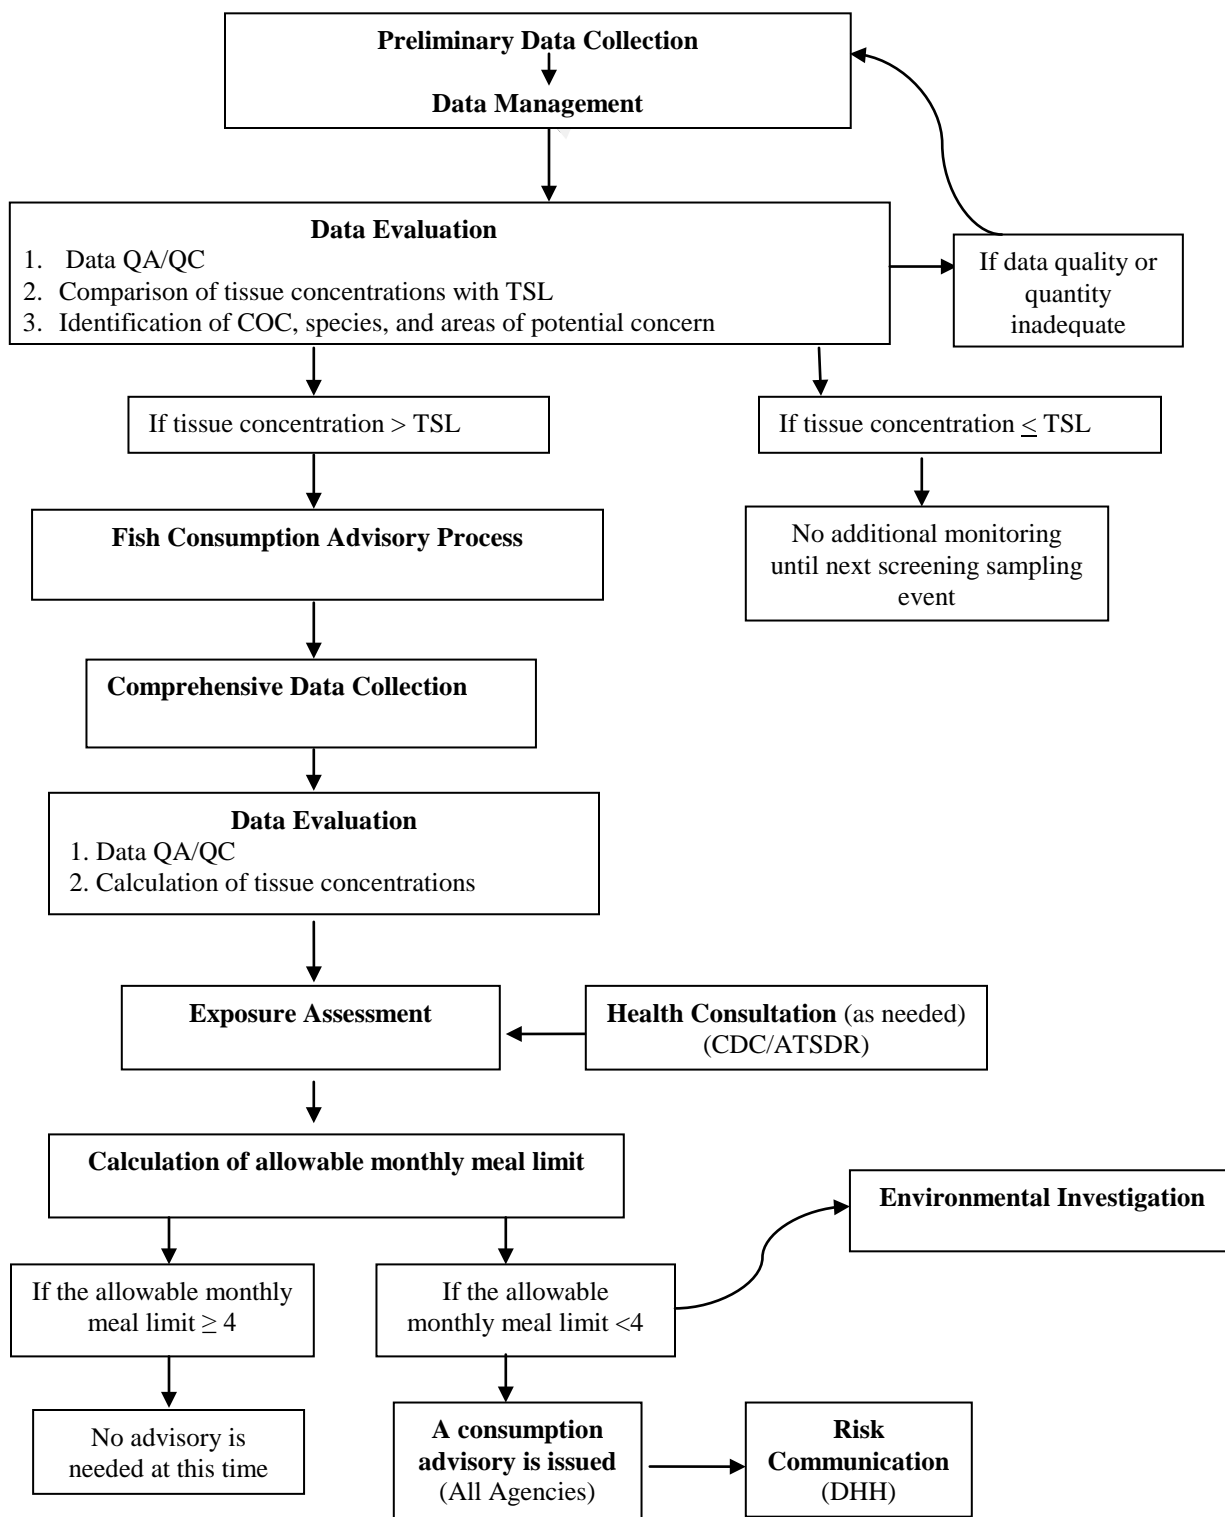 Preliminary Data Collection
Data Management
Data Evaluation
1. Data QA/QC
2. Comparison of tissue concentrations with TSL
3. Identification of COC, species, and areas of potential concern
If data quality or
quantity
inadequate
If tissue concentration > TSL
If tissue concentration ≤ TSL
Fish Consumption Advisory Process
No additional monitoring
until next screening sampling
event
Comprehensive Data Collection
Data Evaluation
1. Data QA/QC
2. Calculation of tissue concentrations
Exposure Assessment
Health Consultation (as needed)
(CDC/ATSDR)
Calculation of allowable monthly meal limit
Environmental Investigation
If the allowable monthly
meal limit ≥ 4
If the allowable
monthly meal limit <4
No advisory is
needed at this time
A consumption
advisory is issued
(All Agencies)
Risk
Communication
(DHH)